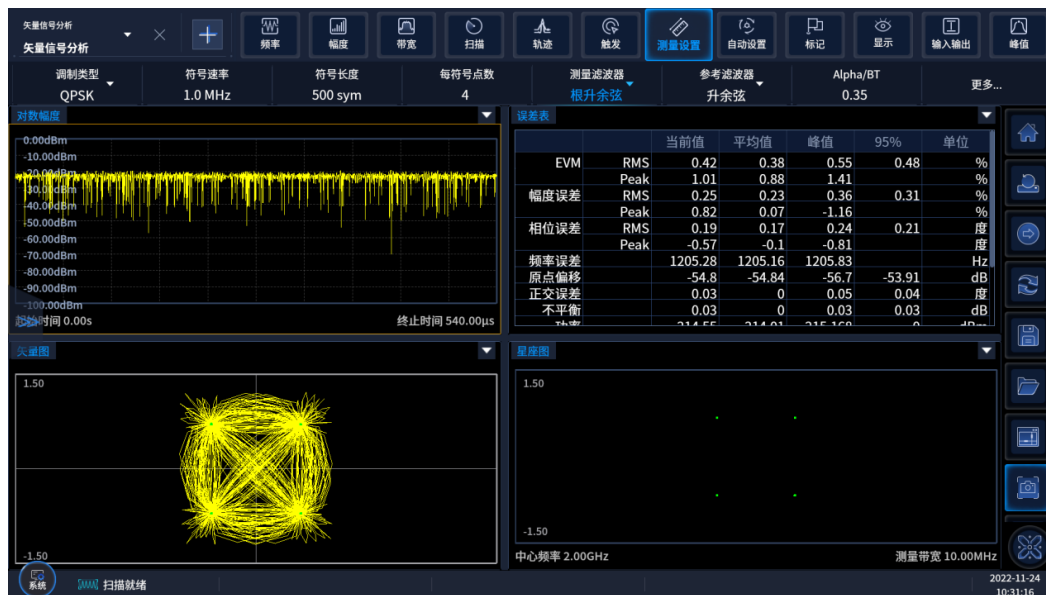 矢量信号分析
矢量信号分析
频率 幅度 带宽 扫描 轨迹 触发 测量设置 自动设置 标记 显示 输入输出 峰值
调制类型 符号速率 符号长度 每符号点数 测量滤波器 参考滤波器 Alpha/BT 更多...
QPSK 1.0 MHz 500 sym 4 根升余弦 升余弦 0.35
对数幅度
0.00dBm
-10.00dBm
-20.00dBm
-30.00dBm
-40.00dBm
-50.00dBm
-60.00dBm
-70.00dBm
-80.00dBm
-90.00dBm
-100.00dBm
起始时间 0.00s 终止时间 540.00μs
误差表
当前值 平均值 峰值 95% 单位
EVM RMS 0.42 0.38 0.55 0.48 %
Peak 1.01 0.88 1.41 %
幅度误差 RMS 0.25 0.23 0.36 0.31 %
Peak 0.82 0.07 -1.16 %
相位误差 RMS 0.19 0.17 0.24 0.21 度
Peak -0.57 -0.1 -0.81 度
频率误差 1205.28 1205.16 1205.83 Hz
原点偏移 -54.8 -54.84 -56.7 -53.91 dB
正交误差 0.03 0 0.05 0.04 度
不平衡 0.03 0 0.03 0.03 dB
功率 dBm
矢量图
1.50
-1.50
星座图
1.50
-1.50
中心频率 2.00GHz 测量带宽 10.00MHz
系统 扫描就绪
2022-11-24
10:31:16